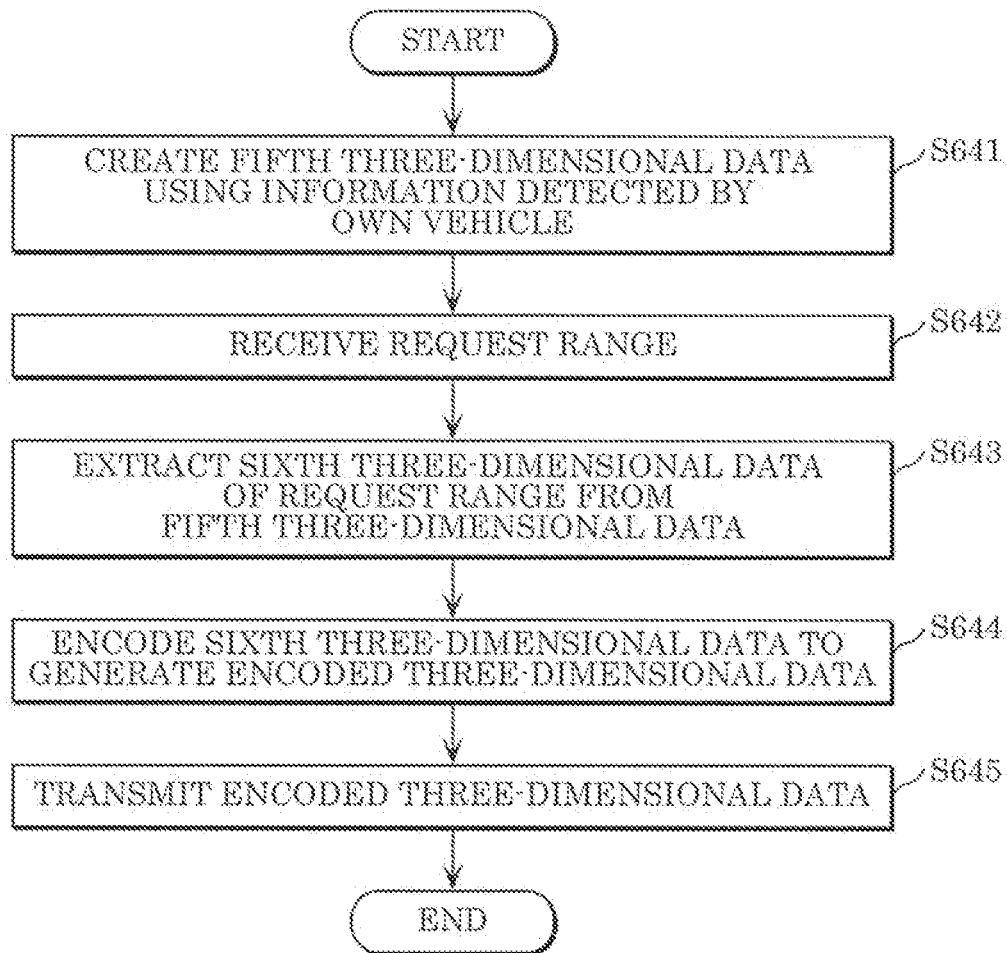 START
CREATE FIFTH THREE-DIMENSIONAL DATA
USING INFORMATION DETECTED BY
OWN VEHICLE
S641
RECEIVE REQUEST RANGE
S642
EXTRACT SIXTH THREE-DIMENSIONAL DATA
OF REQUEST RANGE FROM
FIFTH THREE-DIMENSIONAL DATA
S643
ENCODE SIXTH THREE-DIMENSIONAL DATA TO
GENERATE ENCODED THREE-DIMENSIONAL DATA
S644
TRANSMIT ENCODED THREE-DIMENSIONAL DATA
S645
END